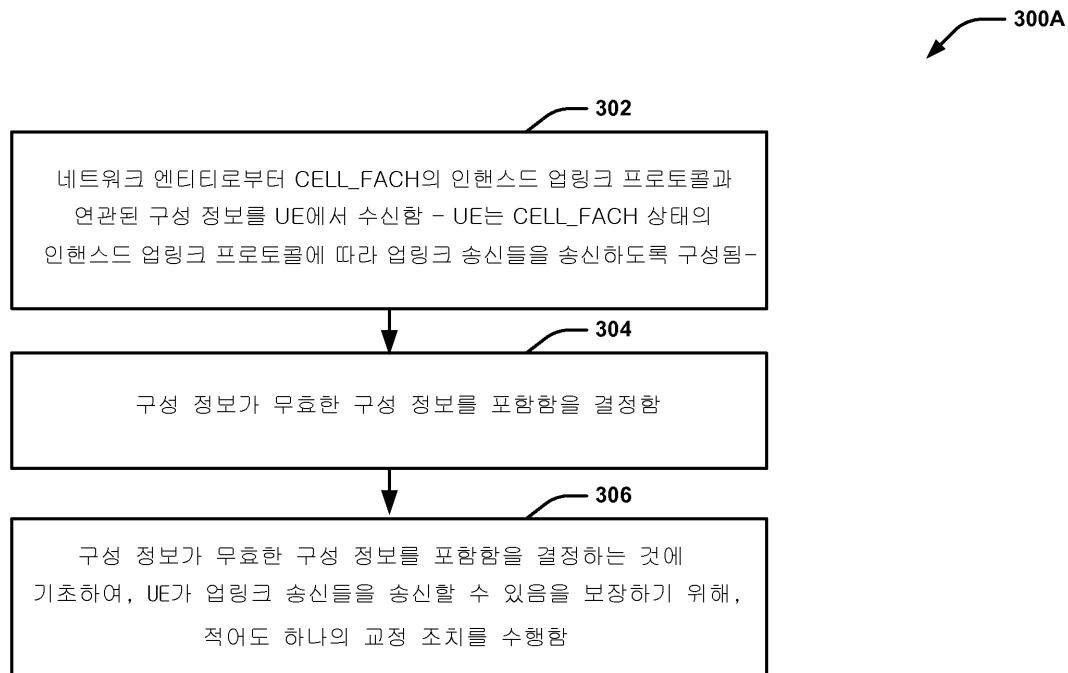 300A
302
네트워크 엔티티로부터 CELL_FACH의 인핸스드 업링크 프로토콜과
연관된 구성 정보를 UE에서 수신함 - UE는 CELL_FACH 상태의
인핸스드 업링크 프로토콜에 따라 업링크 송신들을 송신하도록 구성됨-
304
구성 정보가 무효한 구성 정보를 포함함을 결정함
306
구성 정보가 무효한 구성 정보를 포함함을 결정하는 것에
기초하여, UE가 업링크 송신들을 송신할 수 있음을 보장하기 위해,
적어도 하나의 교정 조치를 수행함